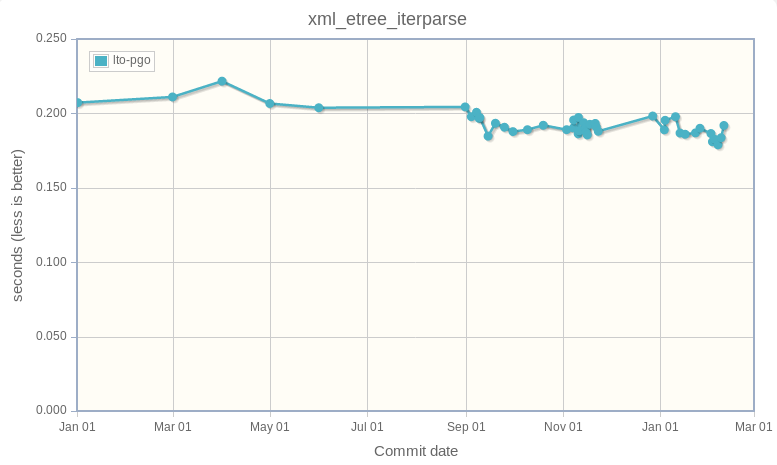 xml_etree_iterparse
lto-pgo
0.250
0.200
0.150
0.100
0.050
0.000
seconds (less is better)
Jan 01 Mar 01 May 01 Jul 01 Sep 01 Nov 01 Jan 01 Mar 01
Commit date